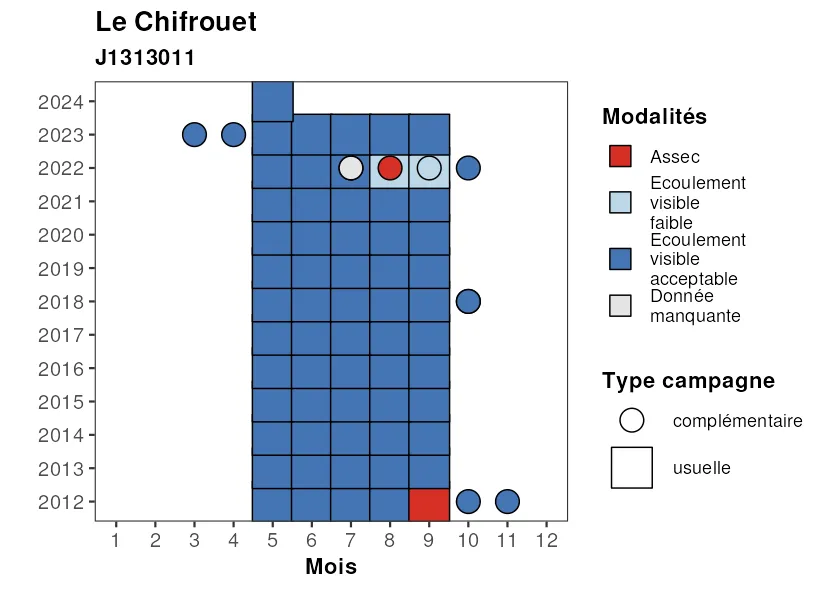 Le Chifrouet
J1313011
2024
2023
2022
2021
2020
2019
2018
2017
2016
2015
2014
2013
2012
1 2 3 4 5 6 7 8 9 10 11 12
Mois
Modalités
Assec
Ecoulement
visible
faible
Ecoulement
visible
acceptable
Donnée
manquante
Type campagne
complémentaire
usuelle